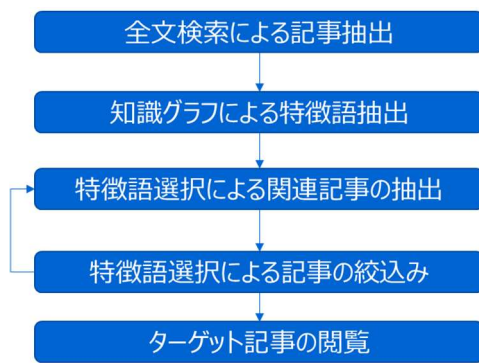 全文検索による記事抽出
知識グラフによる特徴語抽出
特徴語選択による関連記事の抽出
特徴語選択による記事の絞込み
ターゲット記事の閲覧